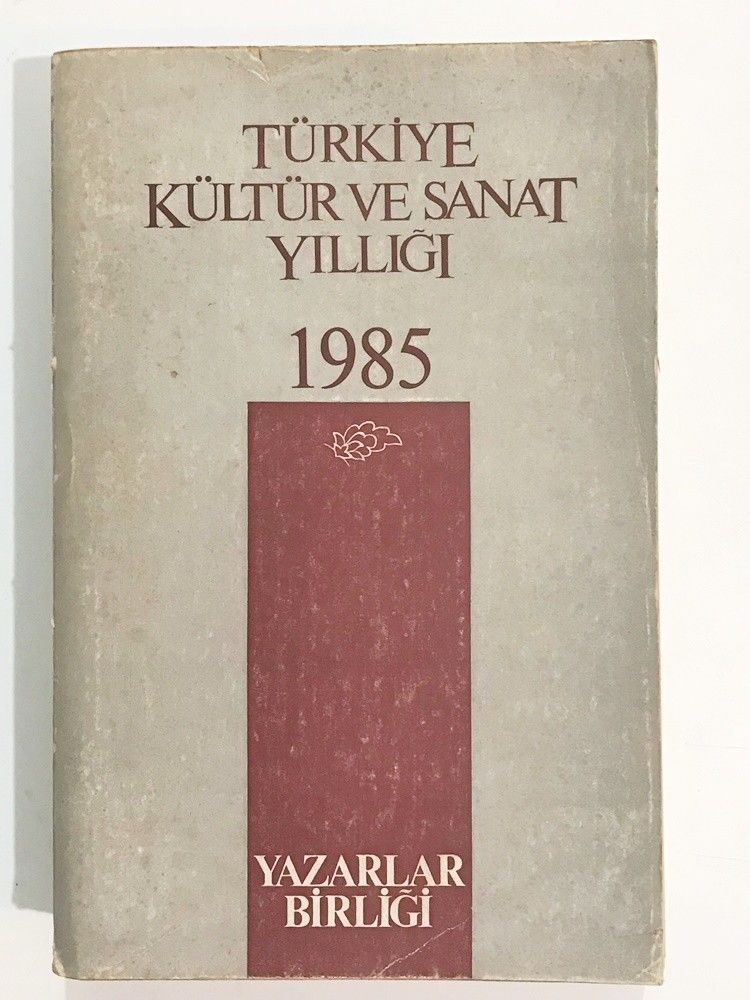 TÜRKİYE
KÜLTÜR VE SANAT
YILLIĞI
1985
YAZARLAR
BİRLİĞİ